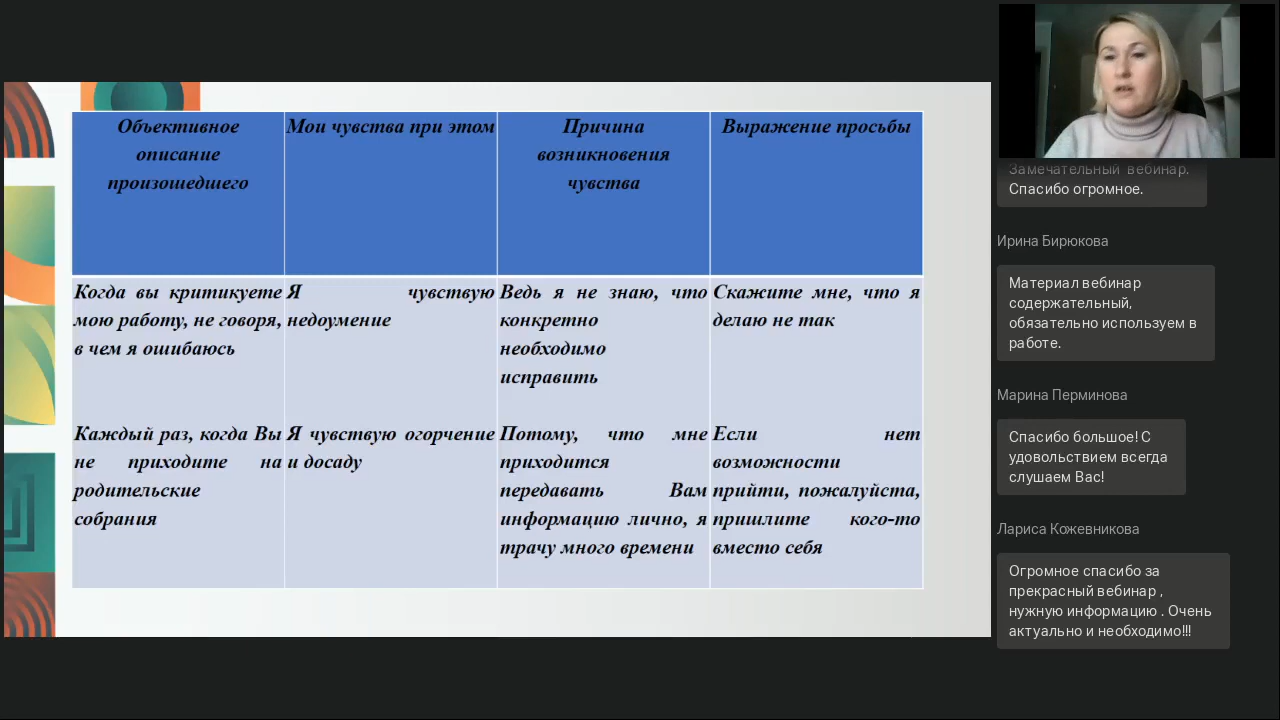 Объективное
описание
произошедшего
Мои чувства при этом
Причина
возникновения
чувства
Выражение просьбы
Когда вы критикуете
мою работу, не говоря,
в чем я ошибаюсь
Я чувствую
недоумение
Ведь я не знаю, что
конкретно
необходимо
исправить
Скажите мне, что я
делаю не так
Каждый раз, когда Вы
не приходите на
родительские
собрания
Я чувствую огорчение
и досаду
Потому, что мне
приходится
передавать Вам
информацию лично, я
трачу много времени
Если нет
возможности
прийти, пожалуйста,
пришлите кого-то
вместо себя
Замечательный вебинар.
Спасибо огромное.
Ирина Бирюкова
Материал вебинар
содержательный,
обязательно используем в
работе.
Марина Перминова
Спасибо большое! С
удовольствием всегда
слушаем Вас!
Лариса Кожевникова
Огромное спасибо за
прекрасный вебинар ,
нужную информацию . Очень
актуально и необходимо!!!